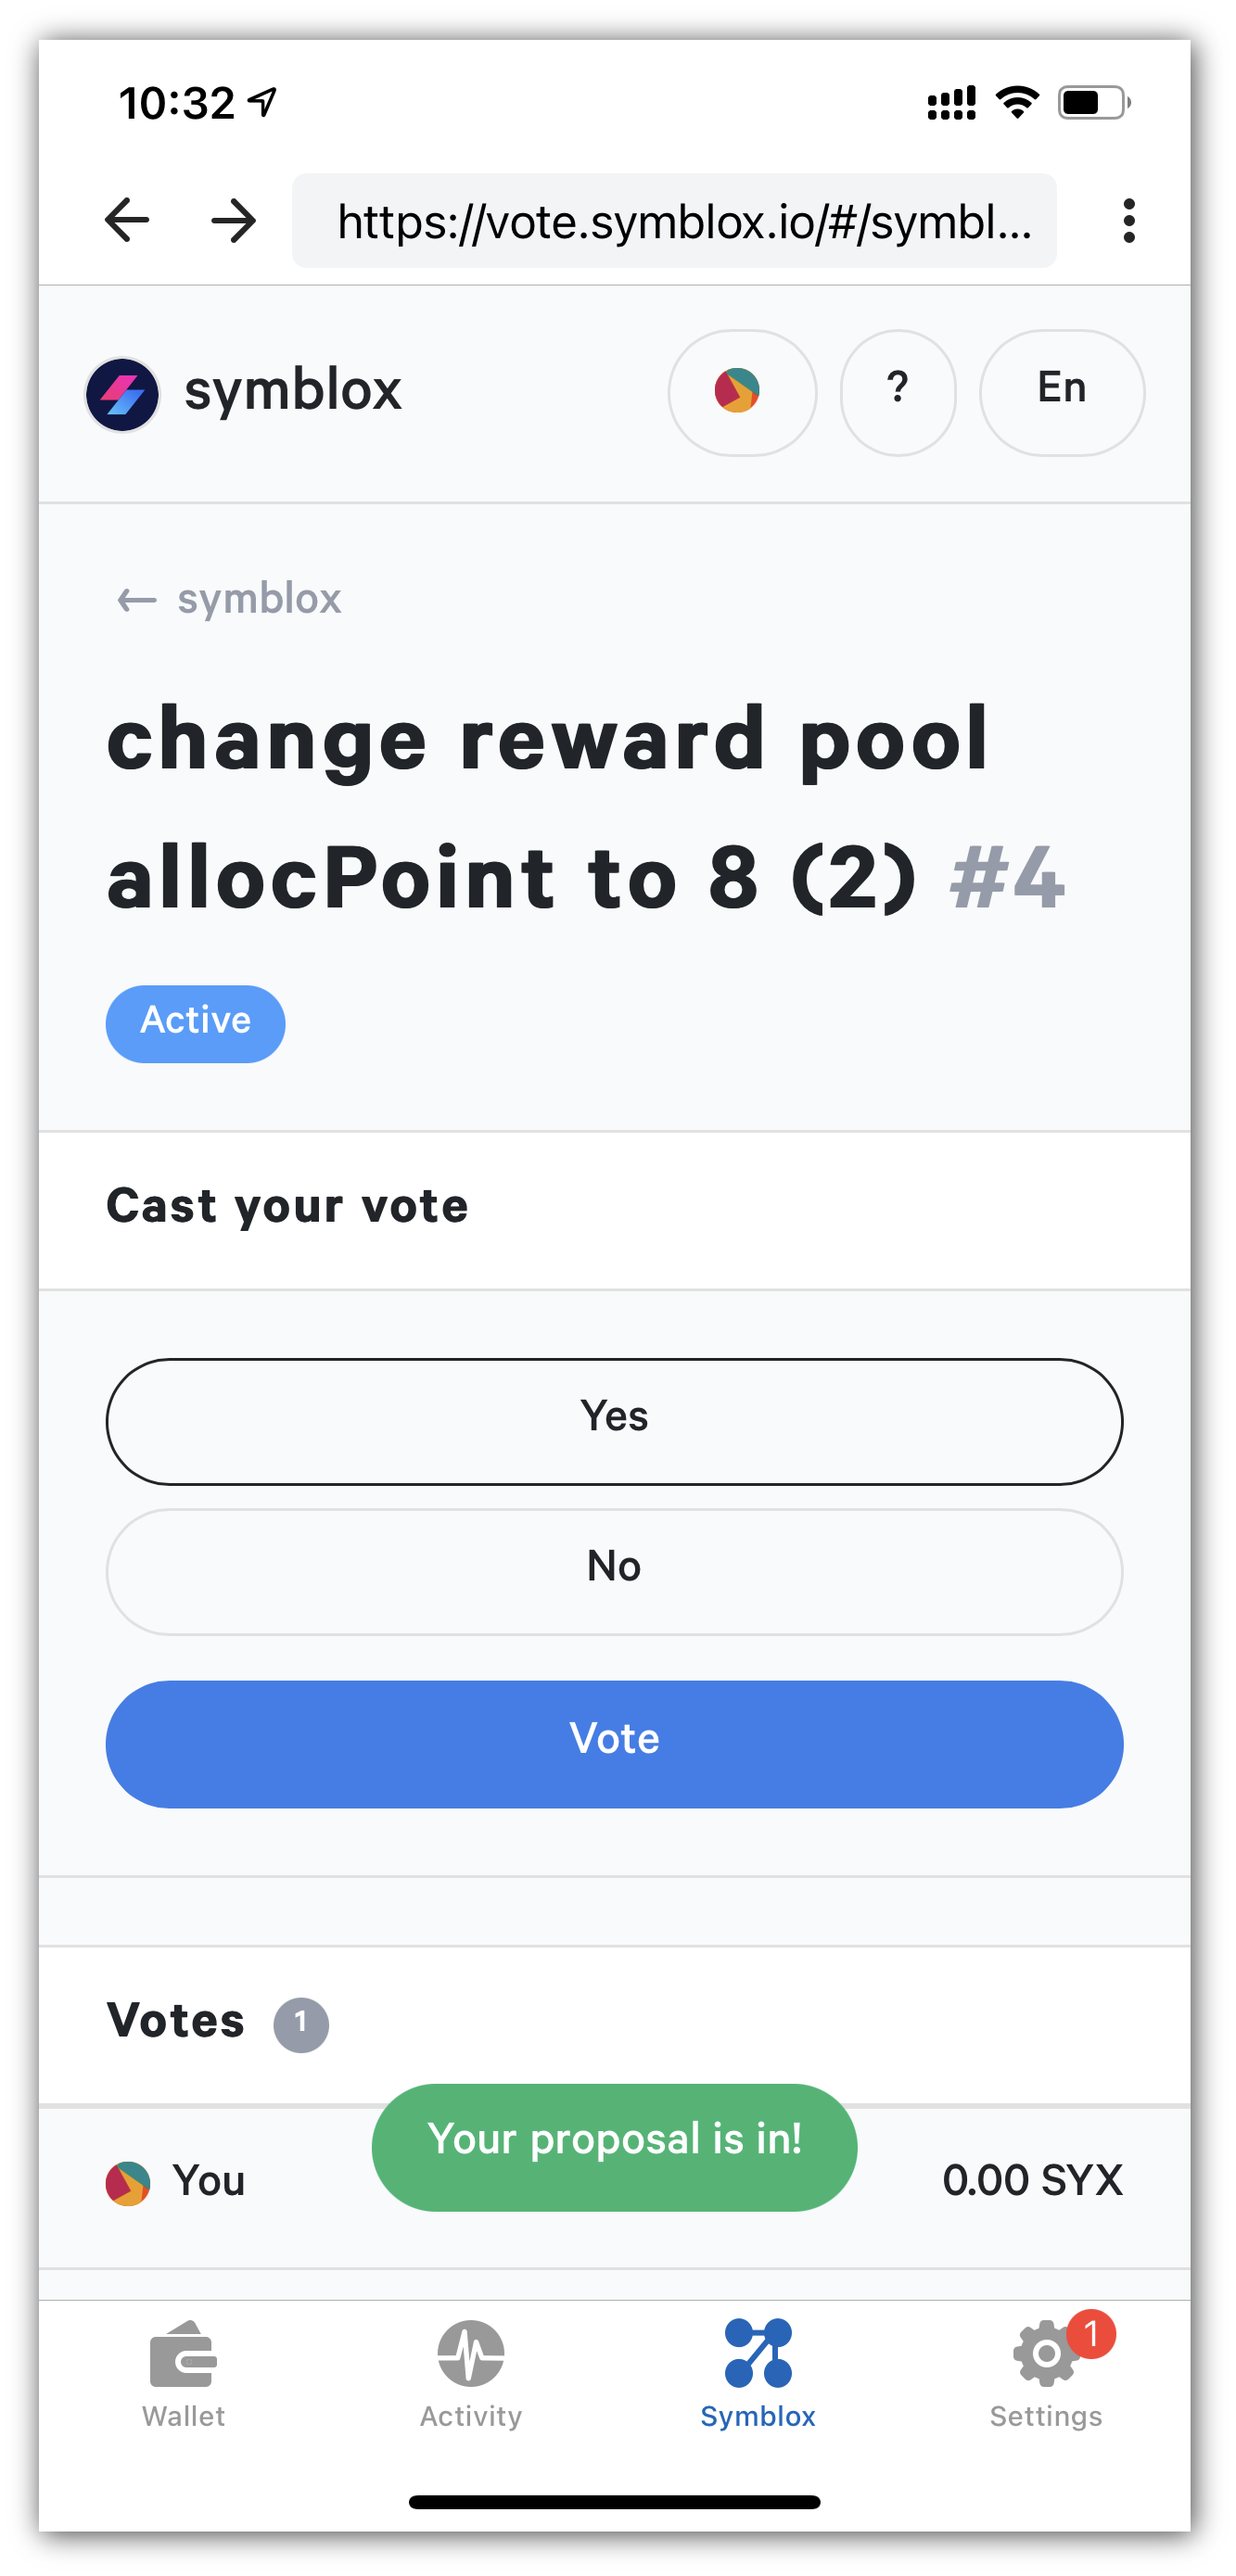 10:32
https://vote.symblox.io/#/symbl...
symblox
?
En
← symblox
change reward pool
allocPoint to 8 (2) #4
Active
Cast your vote
Yes
No
Vote
Votes 1
Your proposal is in!
You 0.00 SYX
1
Wallet Activity Symblox Settings